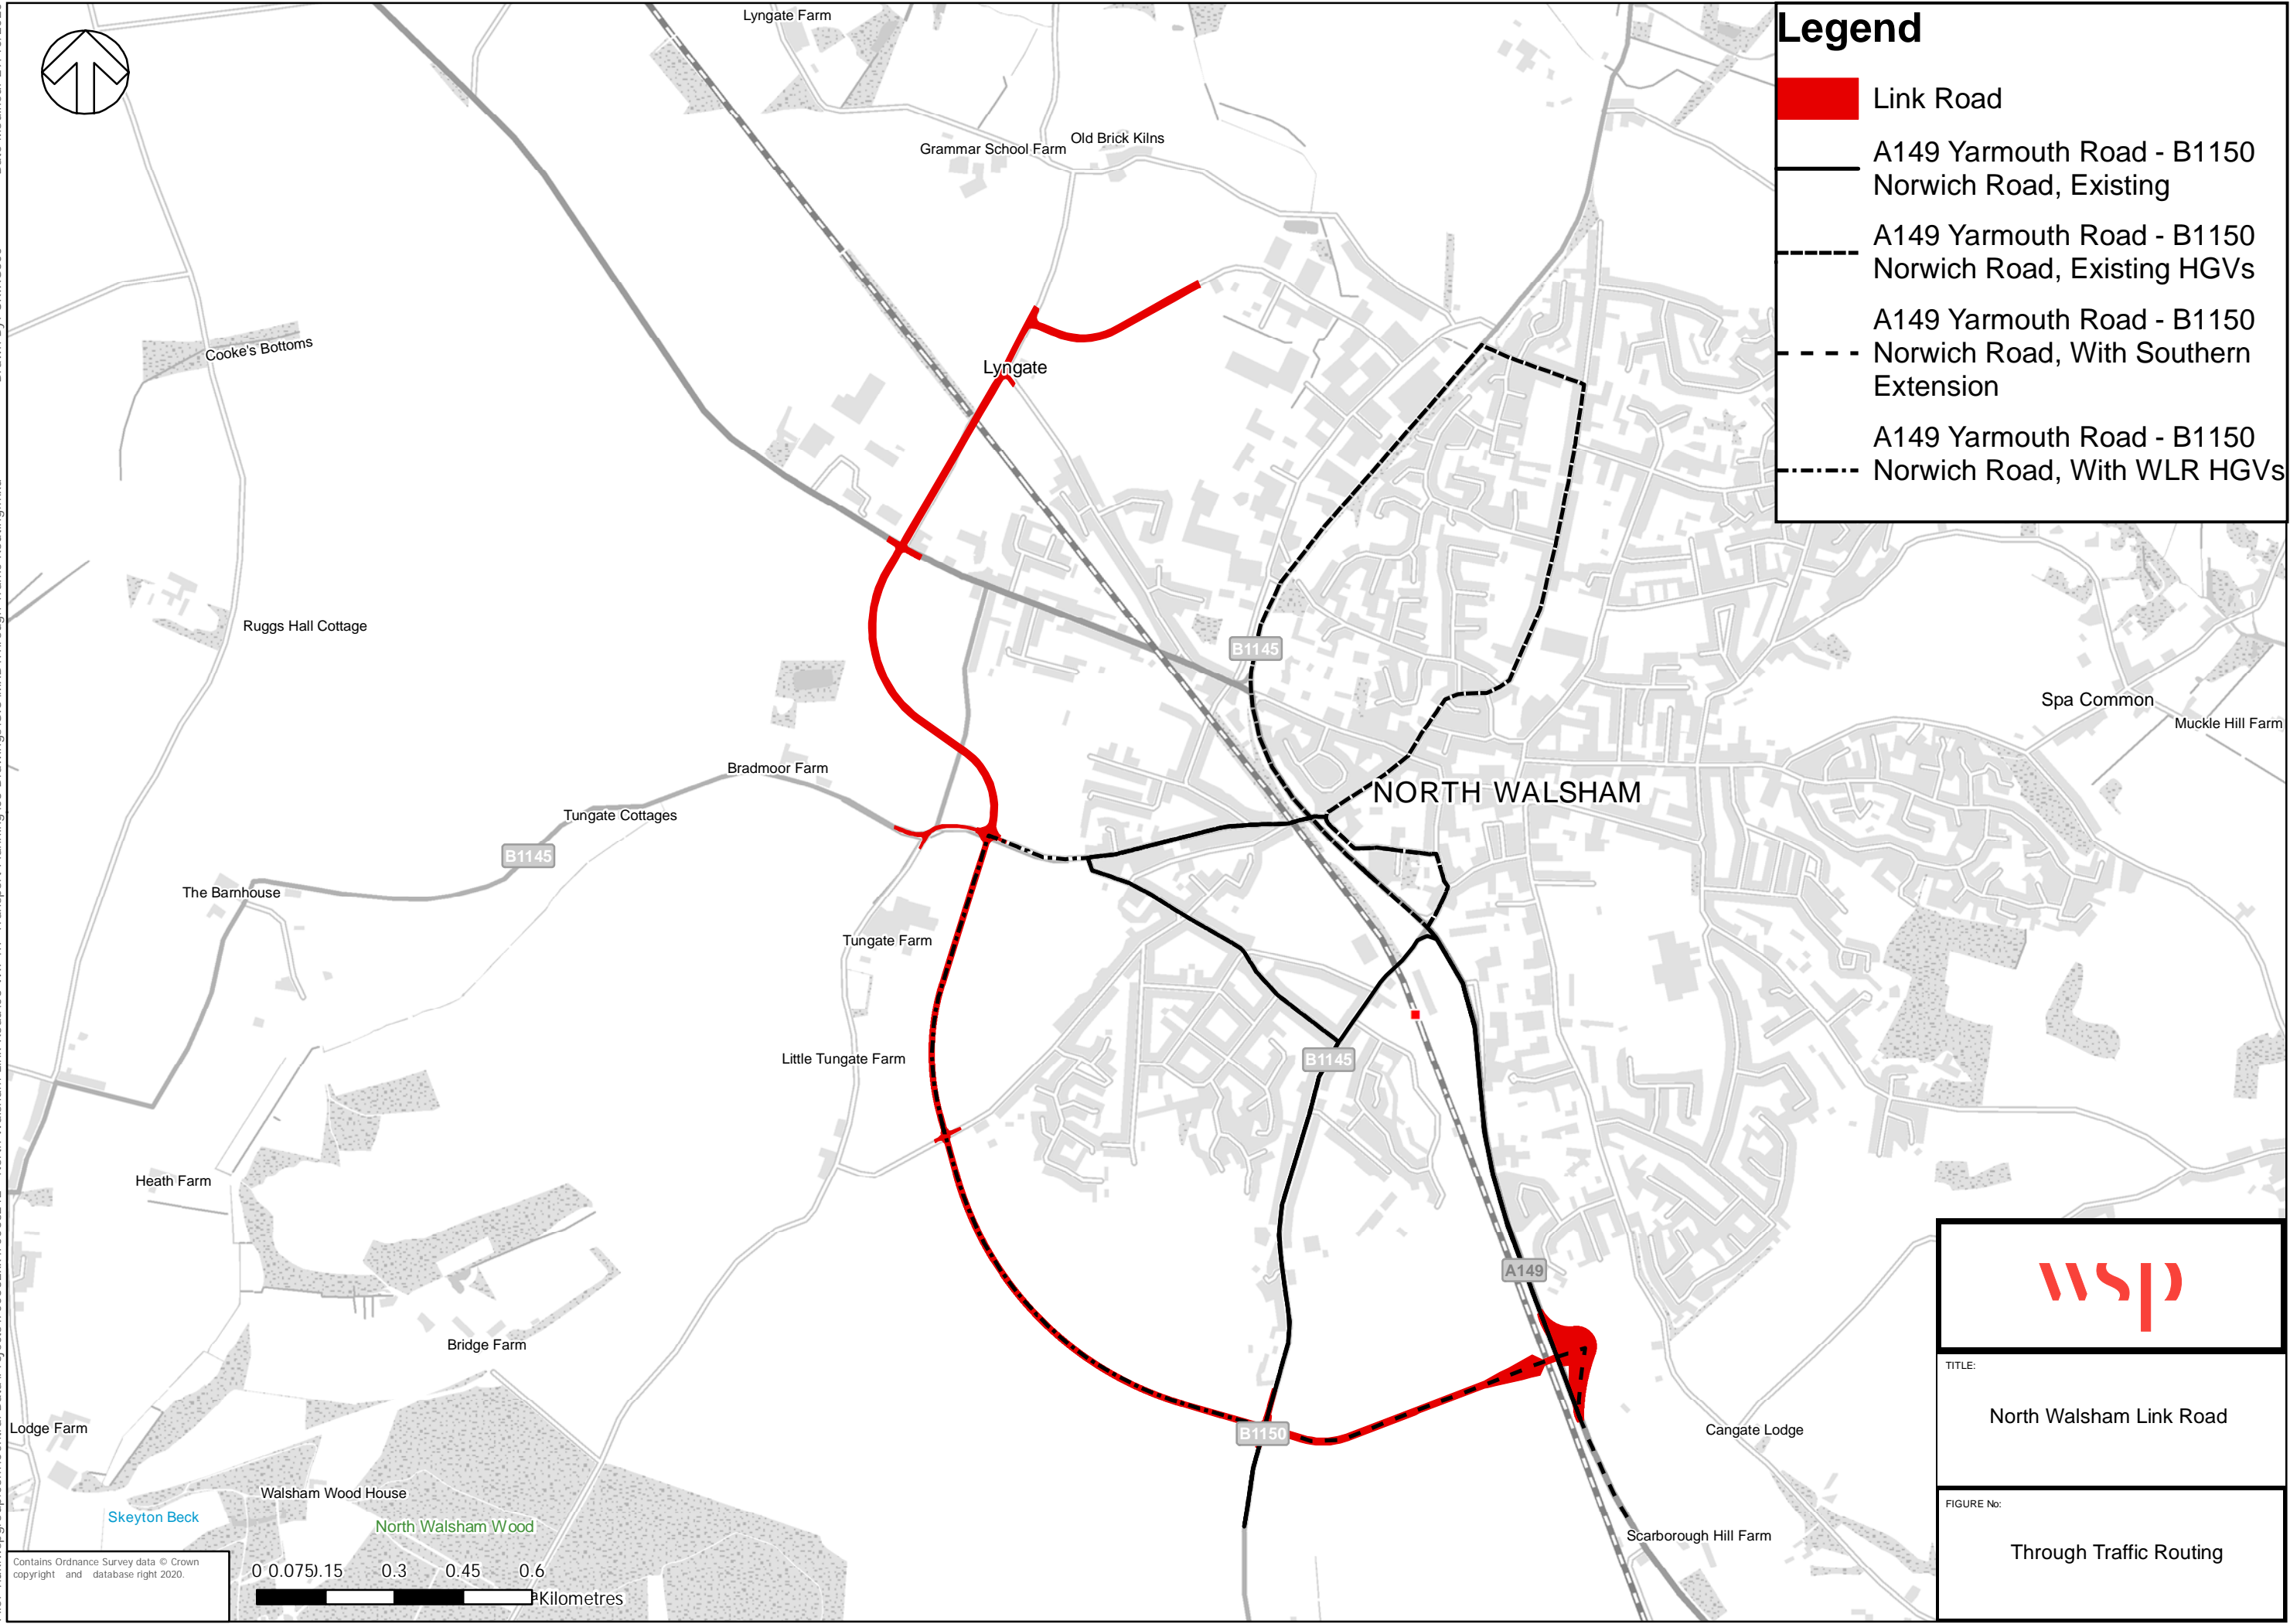 Legend
Link Road
A149 Yarmouth Road - B1150
Norwich Road, Existing
A149 Yarmouth Road - B1150
Norwich Road, Existing HGVs
A149 Yarmouth Road - B1150
Norwich Road, With Southern
Extension
A149 Yarmouth Road - B1150
Norwich Road, With WLR HGVs
Lyngate Farm
Old Brick Kilns
Grammar School Farm
Cooke's Bottoms
Lyngate
Ruggs Hall Cottage
B1145
Spa Common
Muckle Hill Farm
Bradmoor Farm
NORTH WALSHAM
Tungate Cottages
B1145
The Barnhouse
Tungate Farm
Little Tungate Farm
B1145
Heath Farm
A149
Bridge Farm
Lodge Farm
B1150
Cangate Lodge
Walsham Wood House
Skeyton Beck
North Walsham Wood
Scarborough Hill Farm
Contains Ordnance Survey data © Crown
copyright and database right 2020.
0 0.075 0.15 0.3 0.45 0.6
Kilometres
wsp
TITLE:
North Walsham Link Road
FIGURE No:
Through Traffic Routing